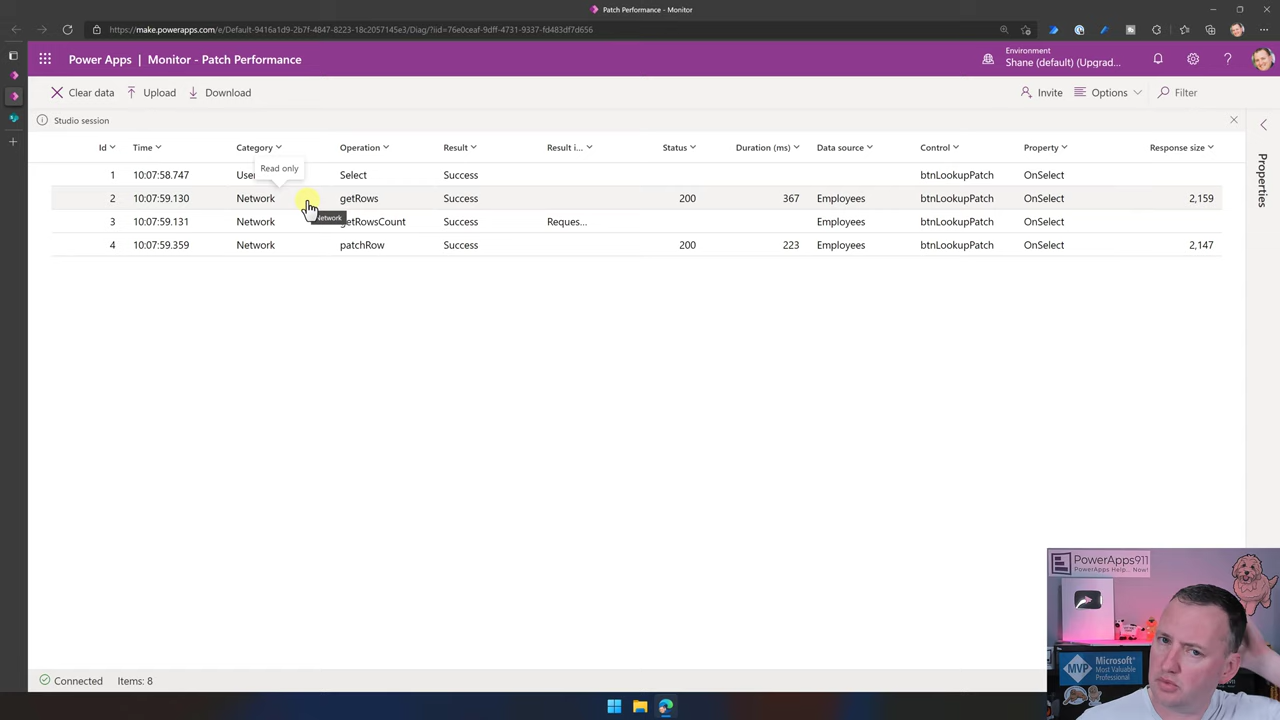 Patch Performance - Monitor
https://make.powerapps.com/e/Default-9416a1d9-2b7f-4847-8223-18c2057145e3/Diag/?iid=76e0ceaf-9dff-4731-9337-fd483df7d656
Power Apps | Monitor - Patch Performance
Environment
Shane (default) (Upgrad...
Clear data Upload Download Invite Options Filter
Studio session
Id Time Category Operation Result Result i... Status Duration (ms) Data source Control Property Response size
Properties
Read only
1 10:07:58.747 User Select Success btnLookupPatch OnSelect
2 10:07:59.130 Network getRows Success 200 367 Employees btnLookupPatch OnSelect 2,159
Network
3 10:07:59.131 Network getRowsCount Success Reques... Employees btnLookupPatch OnSelect
4 10:07:59.359 Network patchRow Success 200 223 Employees btnLookupPatch OnSelect 2,147
PowerApps911
PowerApps Help... Now!
MVP Microsoft
Most Valuable
Professional
Connected Items: 8